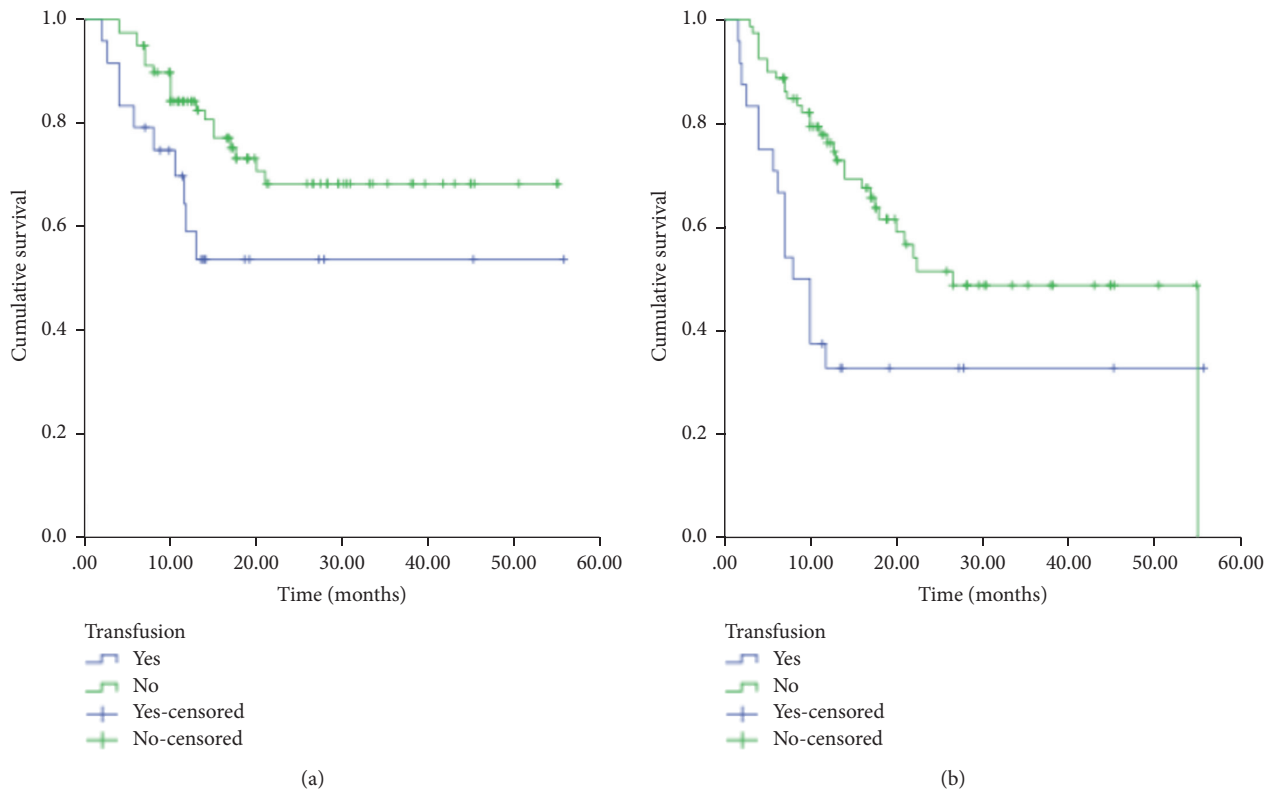 1.0
0.8
0.6
0.4
0.2
0.0
Cumulative survival
.00 10.00 20.00 30.00 40.00 50.00 60.00
Time (months)
Transfusion
Yes
No
Yes-censored
No-censored
(a)
1.0
0.8
0.6
0.4
0.2
0.0
Cumulative survival
.00 10.00 20.00 30.00 40.00 50.00 60.00
Time (months)
Transfusion
Yes
No
Yes-censored
No-censored
(b)